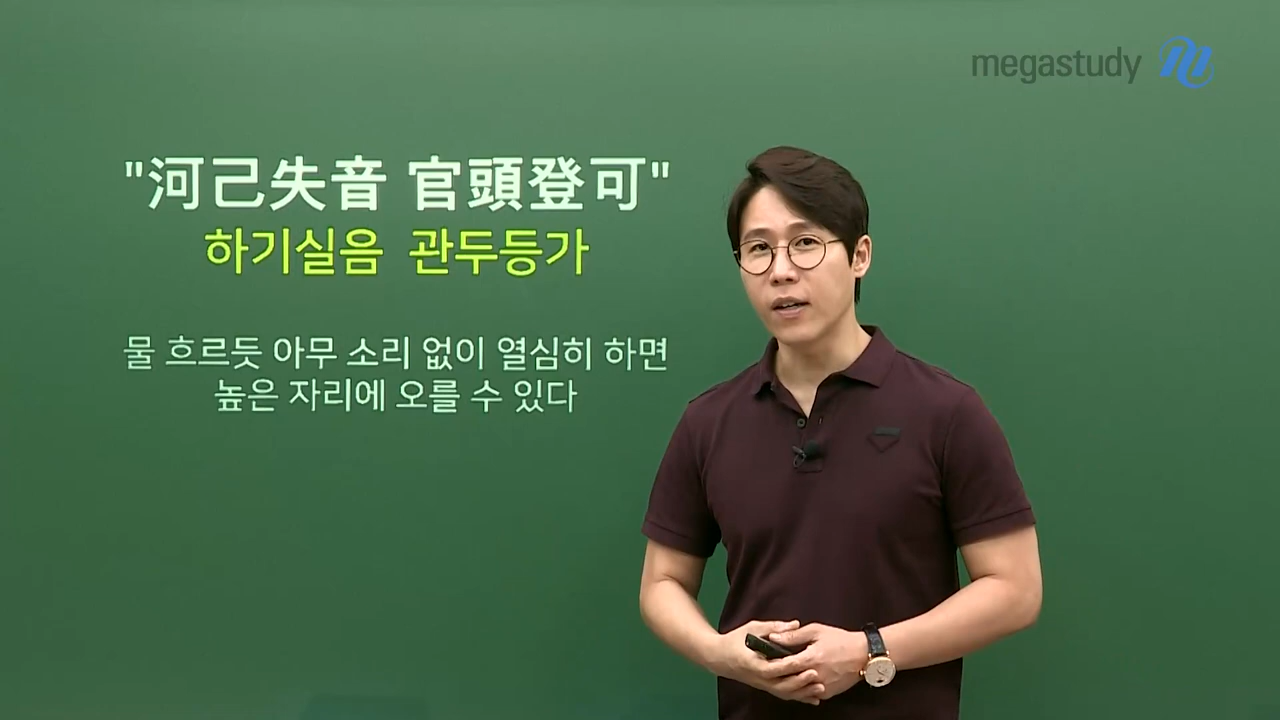 megastudy
"河己失音 官頭登可"
하기실음 관두등가
물 흐르듯 아무 소리 없이 열심히 하면
높은 자리에 오를 수 있다